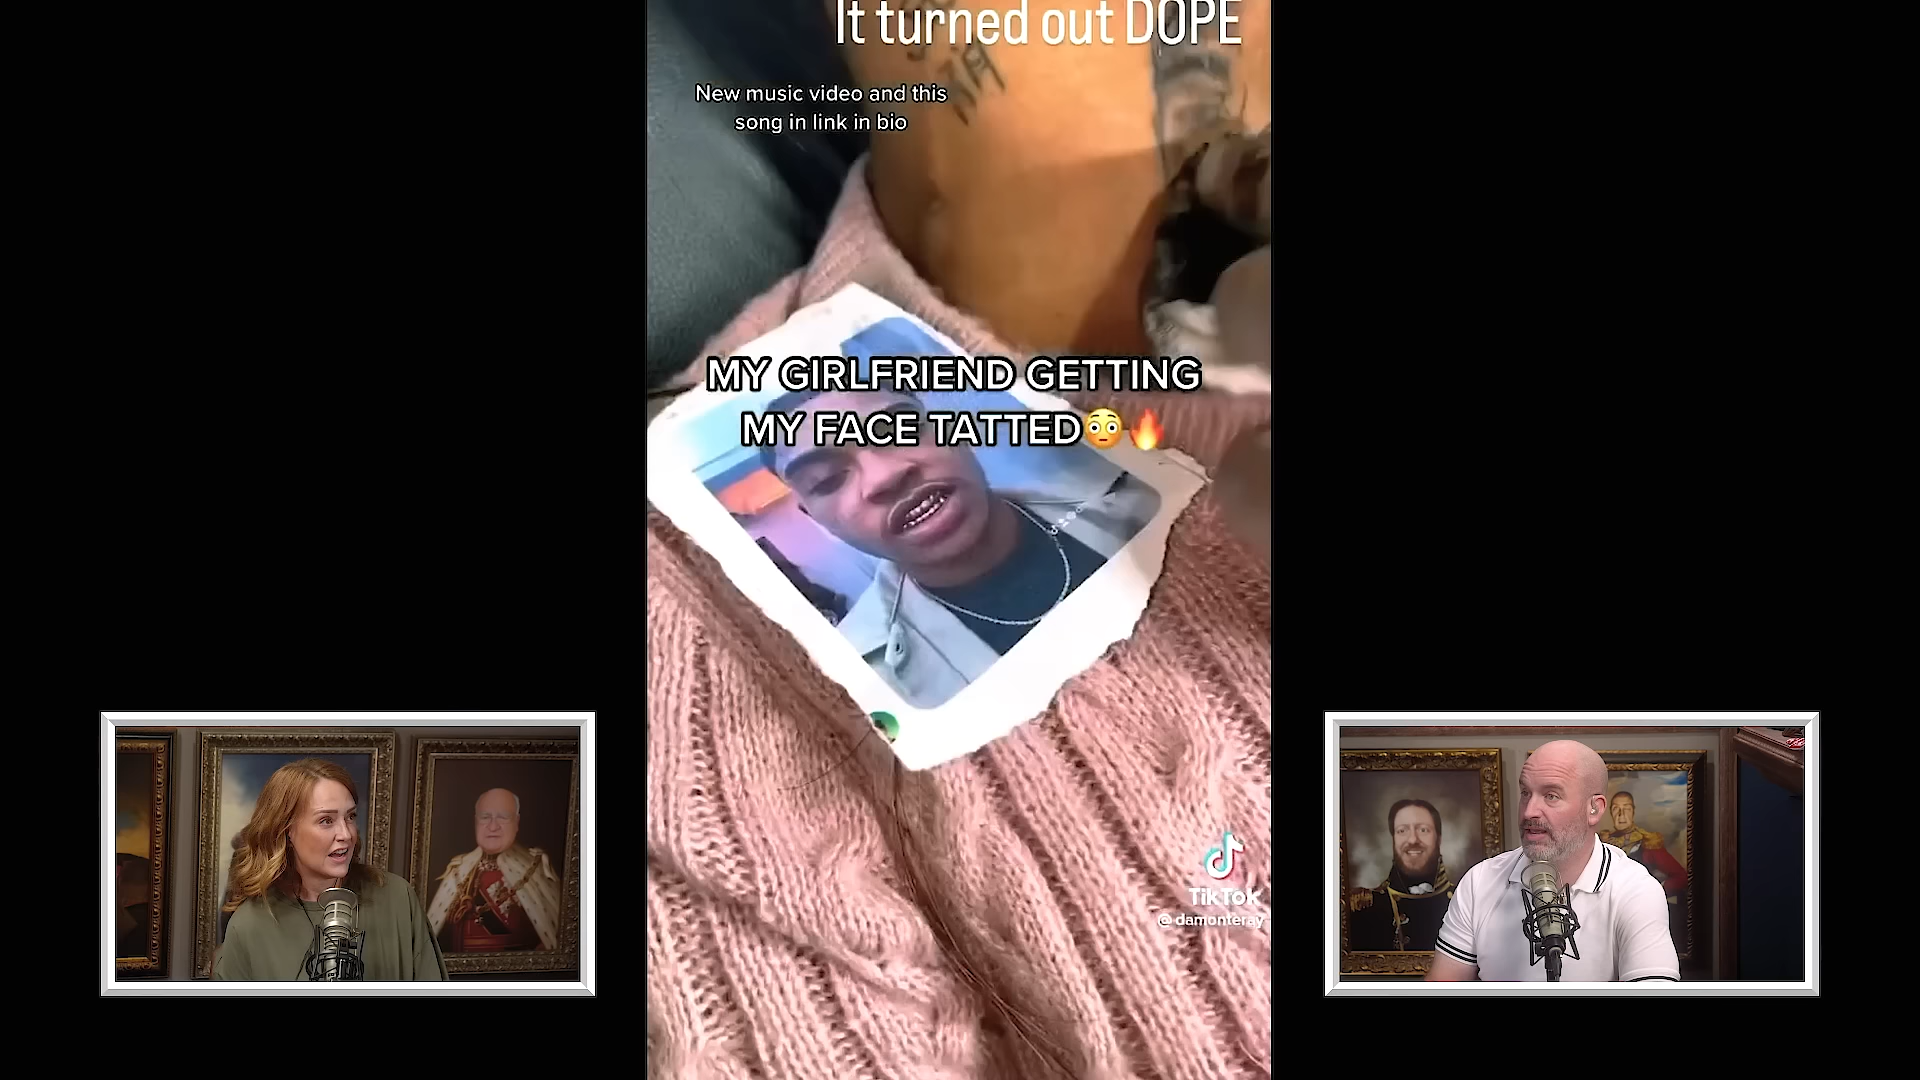 It turned out DOPE
New music video and this
song in link in bio
MY GIRLFRIEND GETTING
MY FACE TATTED😳🔥
TikTok
@damonteray